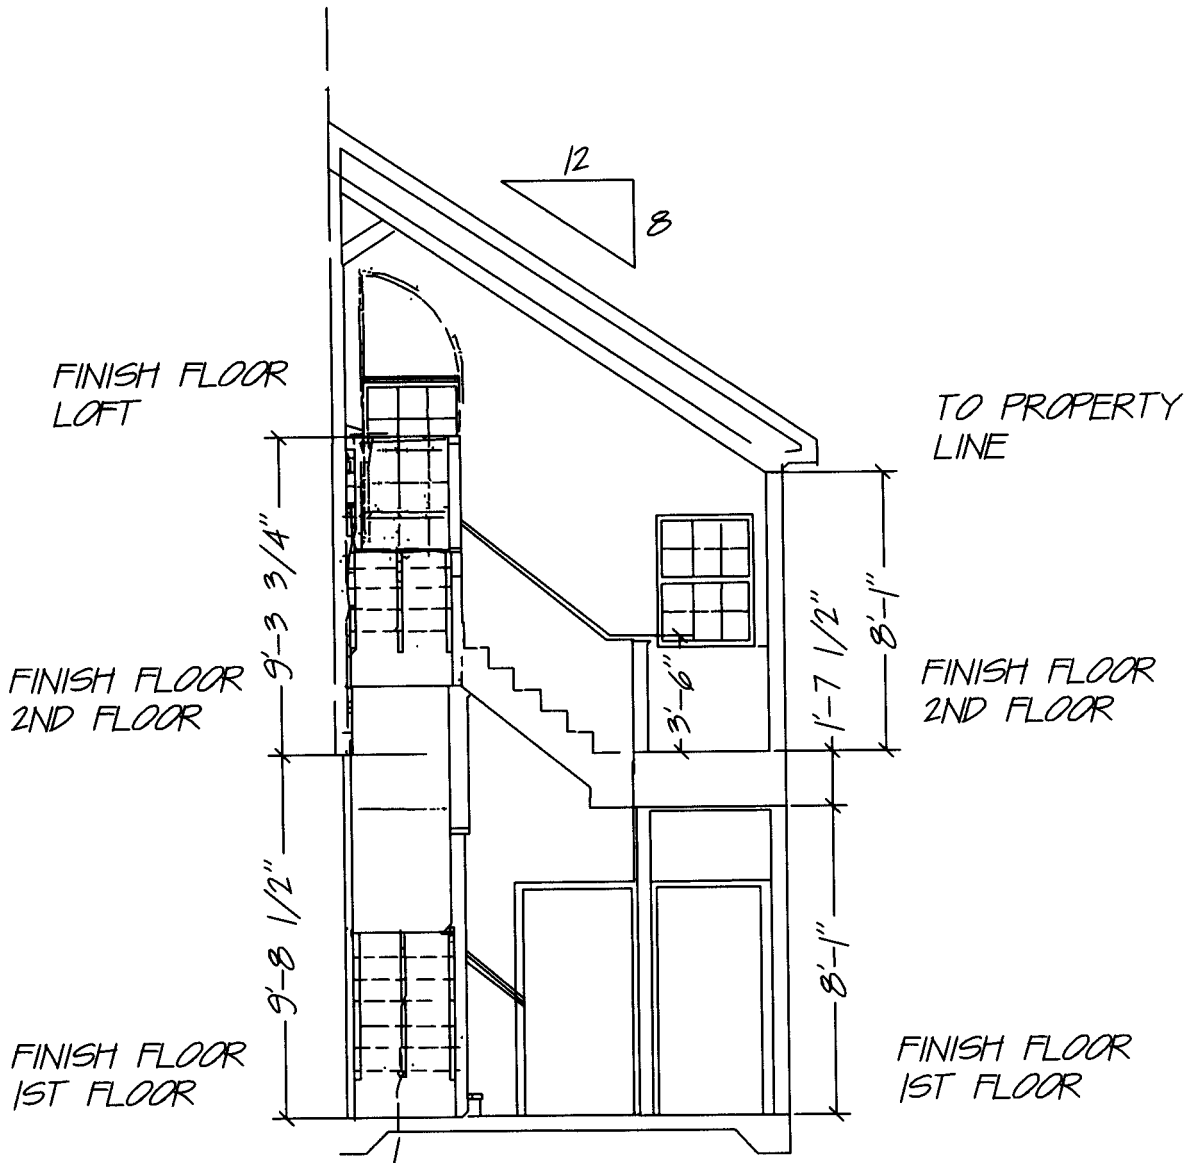 12
8
FINISH FLOOR
LOFT
TO PROPERTY
LINE
9'-3 3/4"
8'-1"
1'-7 1/2"
3'-6"
FINISH FLOOR
2ND FLOOR
FINISH FLOOR
2ND FLOOR
9'-8 1/2"
8'-1"
FINISH FLOOR
1ST FLOOR
FINISH FLOOR
1ST FLOOR